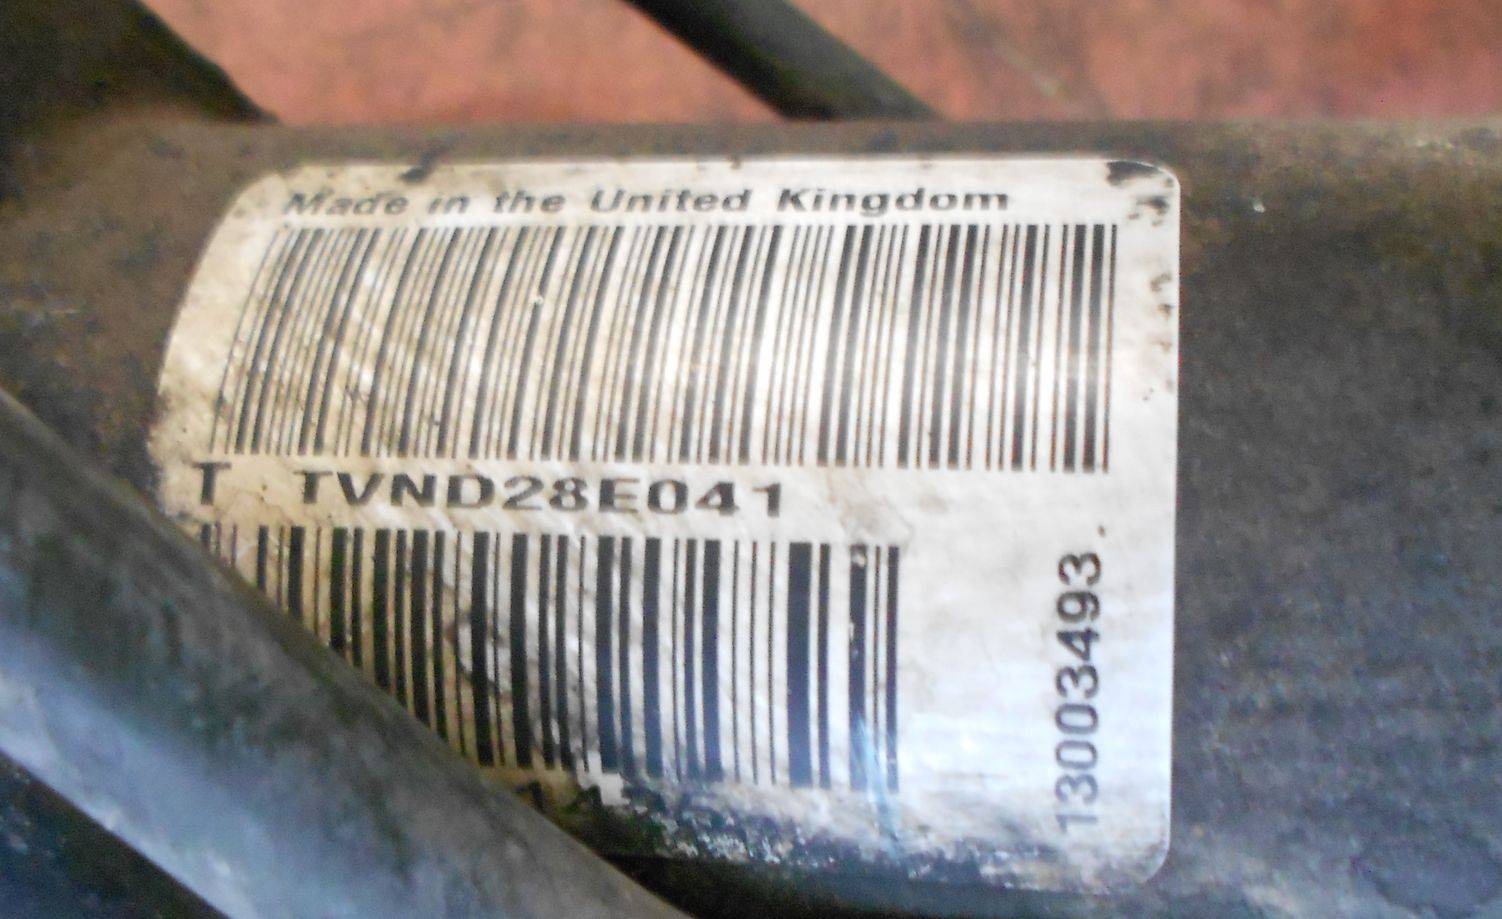 Made in the United Kingdom
T TVND28E041
13003493